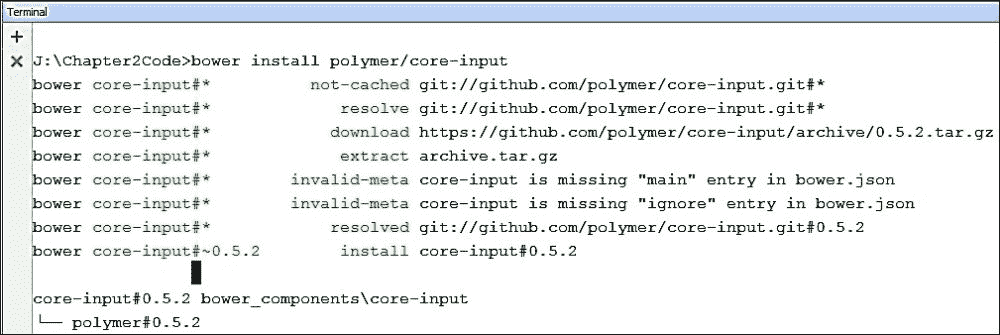 Terminal
J:\Chapter2Code>bower install polymer/core-input
bower core-input#* not-cached git://github.com/polymer/core-input.git#*
bower core-input#* resolve git://github.com/polymer/core-input.git#*
bower core-input#* download https://github.com/polymer/core-input/archive/0.5.2.tar.gz
bower core-input#* extract archive.tar.gz
bower core-input#* invalid-meta core-input is missing "main" entry in bower.json
bower core-input#* invalid-meta core-input is missing "ignore" entry in bower.json
bower core-input#* resolved git://github.com/polymer/core-input.git#0.5.2
bower core-input#~0.5.2 install core-input#0.5.2
core-input#0.5.2 bower_components\core-input
└── polymer#0.5.2